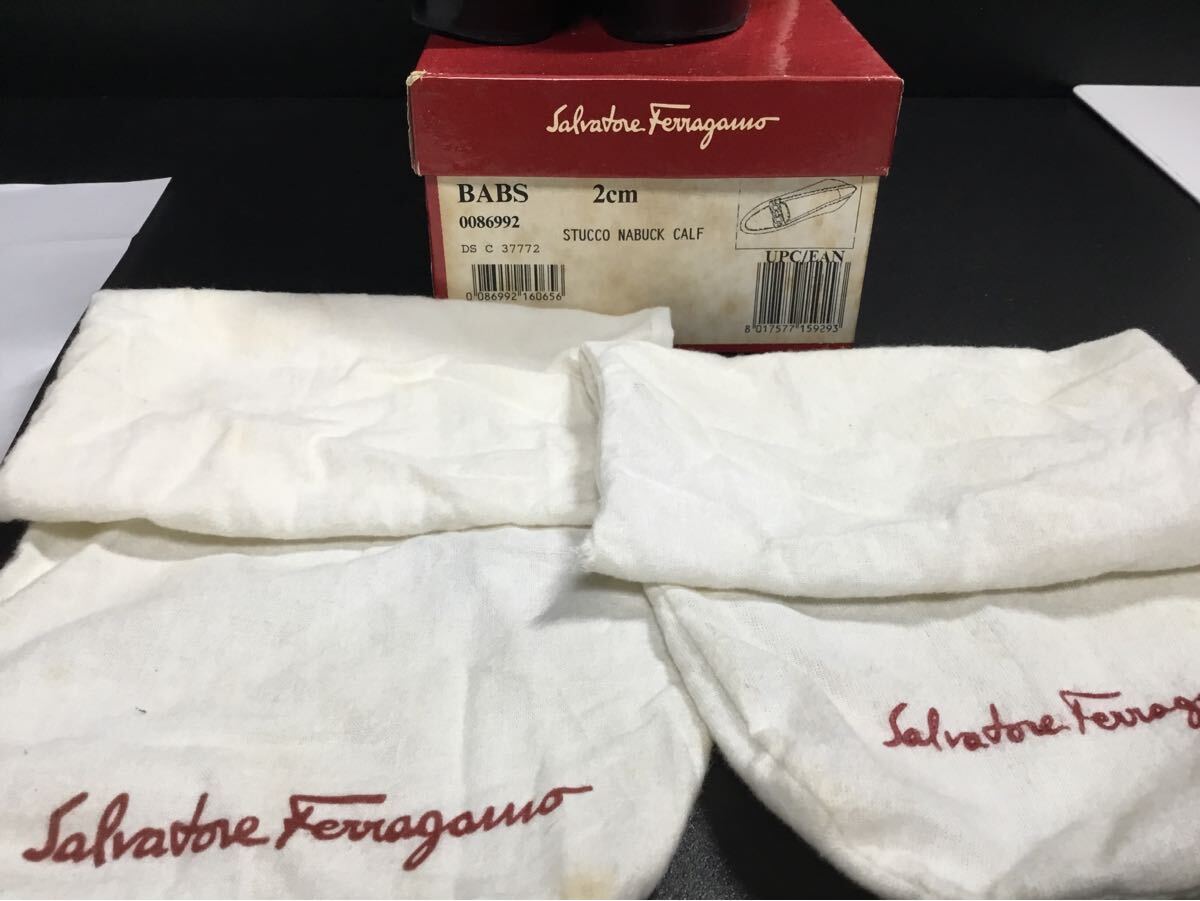 Salvatore Ferragamo
BABS 2cm
0086992
STUCCO NABUCK CALF
DS C 37772
UPC/EAN
0 086992 160656
8 017577 159293
Salvatore Ferrag
Salvatore Ferragamo